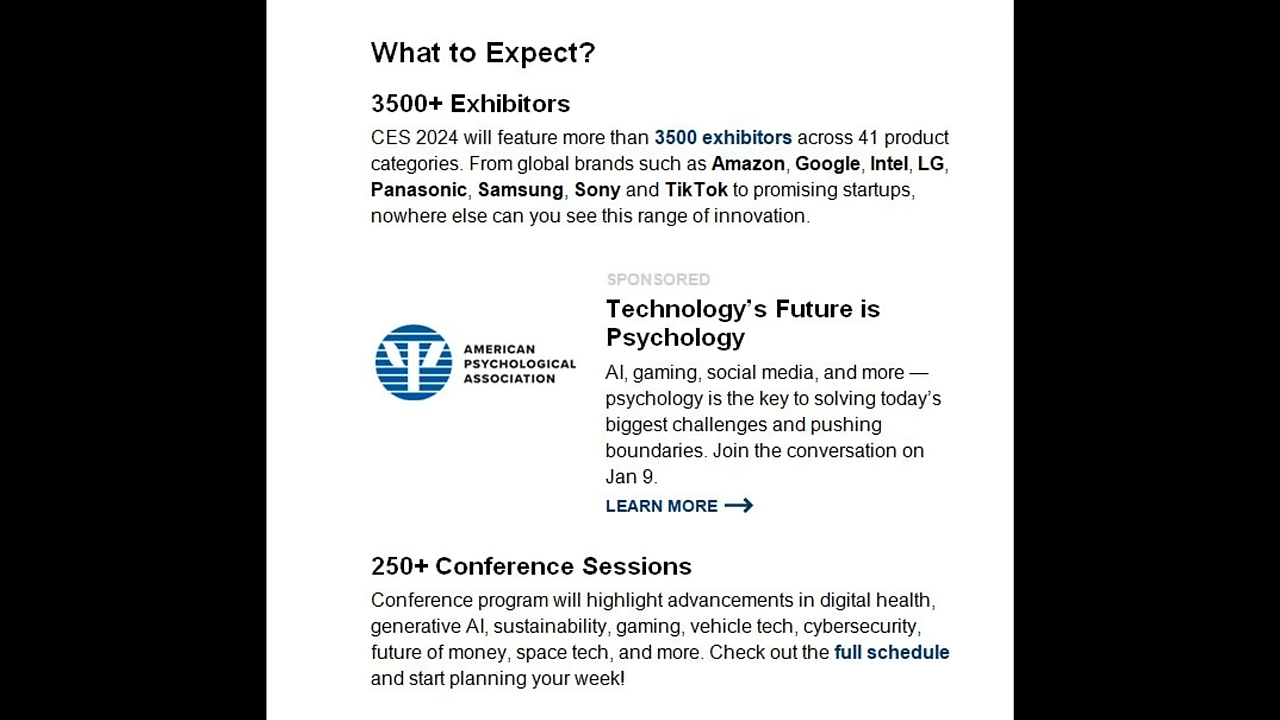 What to Expect?
3500+ Exhibitors
CES 2024 will feature more than 3500 exhibitors across 41 product
categories. From global brands such as Amazon, Google, Intel, LG,
Panasonic, Samsung, Sony and TikTok to promising startups,
nowhere else can you see this range of innovation.
AMERICAN
PSYCHOLOGICAL
ASSOCIATION
SPONSORED
Technology’s Future is
Psychology
AI, gaming, social media, and more —
psychology is the key to solving today’s
biggest challenges and pushing
boundaries. Join the conversation on
Jan 9.
LEARN MORE
250+ Conference Sessions
Conference program will highlight advancements in digital health,
generative AI, sustainability, gaming, vehicle tech, cybersecurity,
future of money, space tech, and more. Check out the full schedule
and start planning your week!